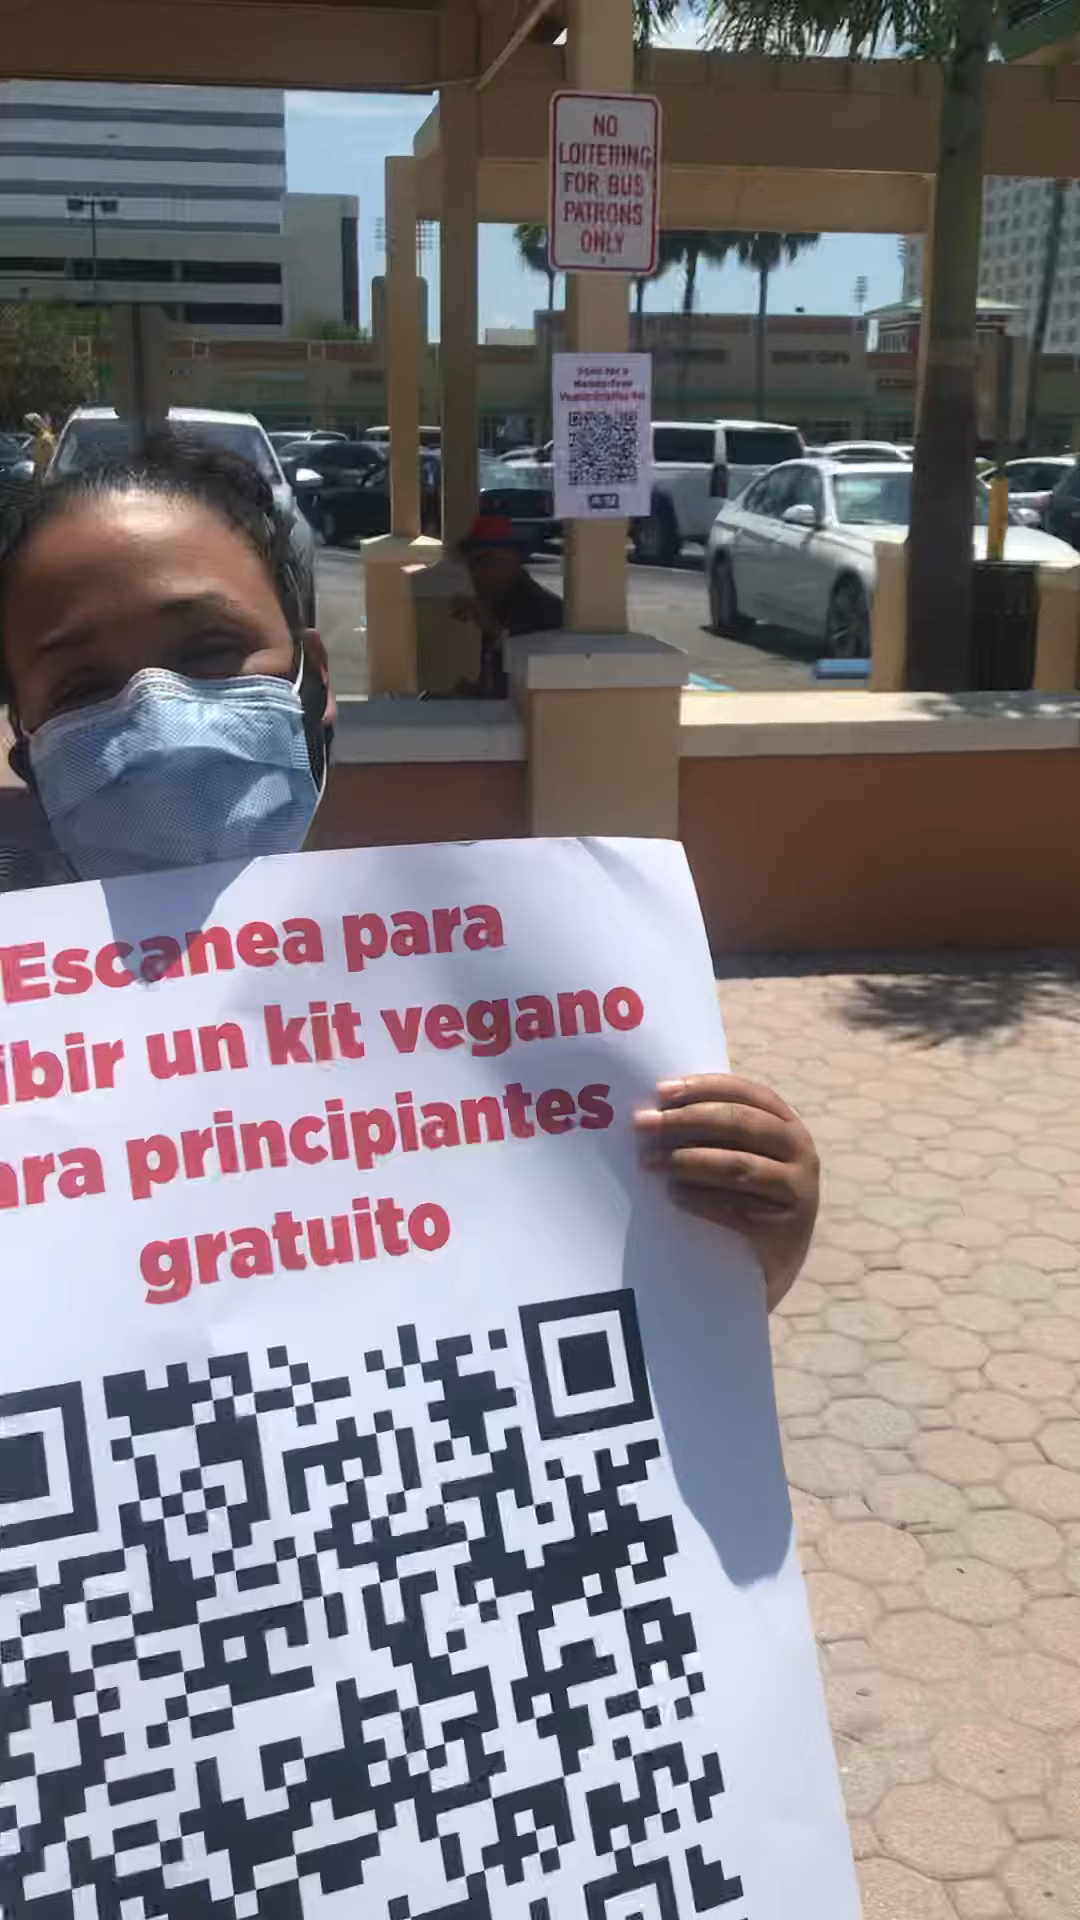 NO
LOITERING
FOR BUS
PATRONS
ONLY
Escanea para
ibir un kit vegano
ara principiantes
gratuito